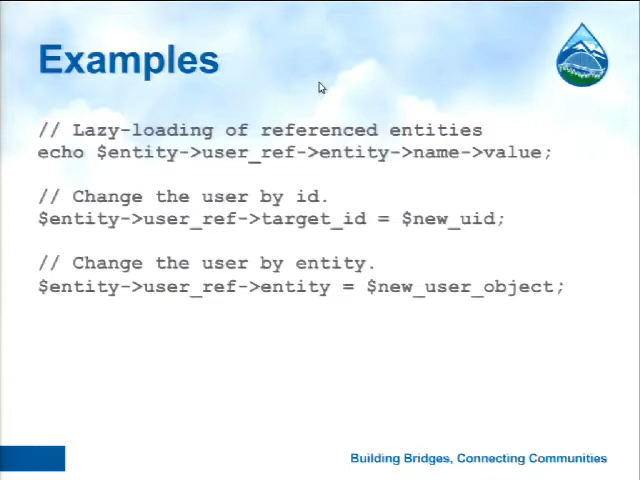 Examples
// Lazy-loading of referenced entities
echo $entity->user_ref->entity->name->value;
// Change the user by id.
$entity->user_ref->target_id = $new_uid;
// Change the user by entity.
$entity->user_ref->entity = $new_user_object;
Building Bridges, Connecting Communities